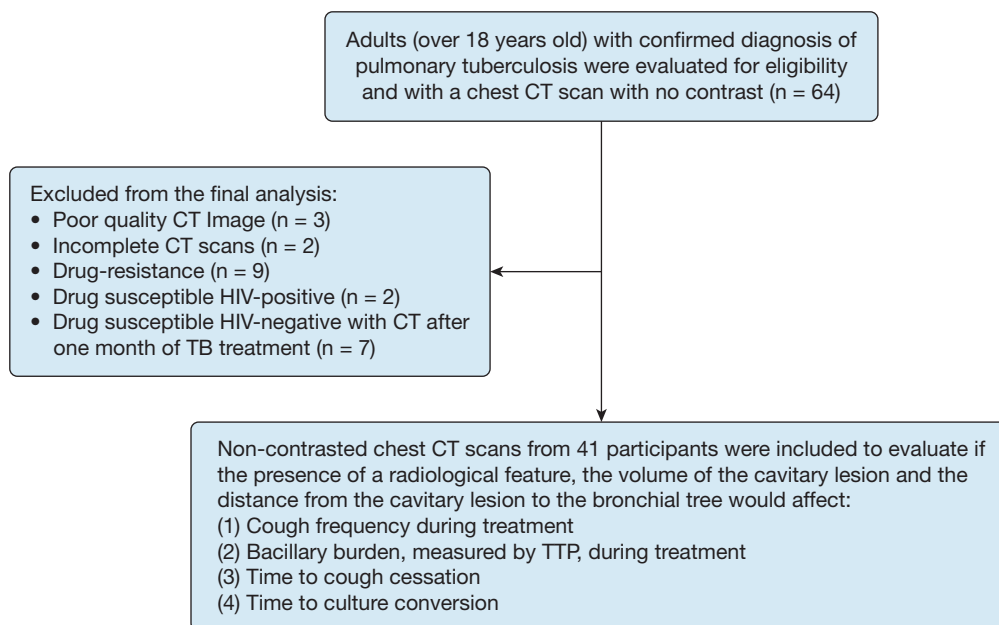 Adults (over 18 years old) with confirmed diagnosis of
pulmonary tuberculosis were evaluated for eligibility
and with a chest CT scan with no contrast (n = 64)
Excluded from the final analysis:
• Poor quality CT Image (n = 3)
• Incomplete CT scans (n = 2)
• Drug-resistance (n = 9)
• Drug susceptible HIV-positive (n = 2)
• Drug susceptible HIV-negative with CT after
one month of TB treatment (n = 7)
Non-contrasted chest CT scans from 41 participants were included to evaluate if
the presence of a radiological feature, the volume of the cavitary lesion and the
distance from the cavitary lesion to the bronchial tree would affect:
(1) Cough frequency during treatment
(2) Bacillary burden, measured by TTP, during treatment
(3) Time to cough cessation
(4) Time to culture conversion